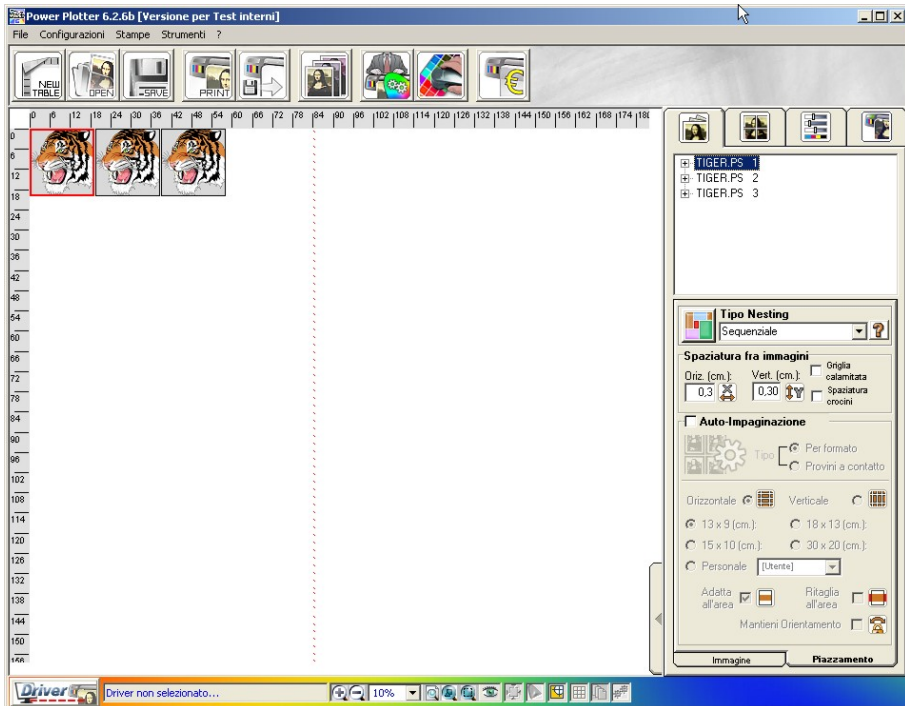 Power Plotter 6.2.6b [Versione per Test interni]
File Configurazioni Stampe Strumenti ?
NEW TABLE
OPEN
=SAVE
PRINT
0 6 12 18 24 30 36 42 48 54 60 66 72 78 84 90 96 102 108 114 120 126 132 138 144 150 156 162 168 174 180
0
6
12
18
24
30
36
42
48
54
60
66
72
78
84
90
96
102
108
114
120
126
132
138
144
150
156
TIGER.PS 1
TIGER.PS 2
TIGER.PS 3
Tipo Nesting
Sequenziale
Spaziatura fra immagini
Oriz. (cm.): Vert. (cm.): Griglia calamitata
0,3 X 0,30 Y Spaziatura crocini
Auto-Impaginazione
Tipo Per formato
Provini a contatto
Orizzontale Verticale
13 x 9 (cm.): 18 x 13 (cm.):
15 x 10 (cm.): 30 x 20 (cm.):
Personale [Utente]
Adatta all'area Ritaglia all'area
Mantieni Orientamento
Immagine Piazzamento
Driver Driver non selezionato... 10%